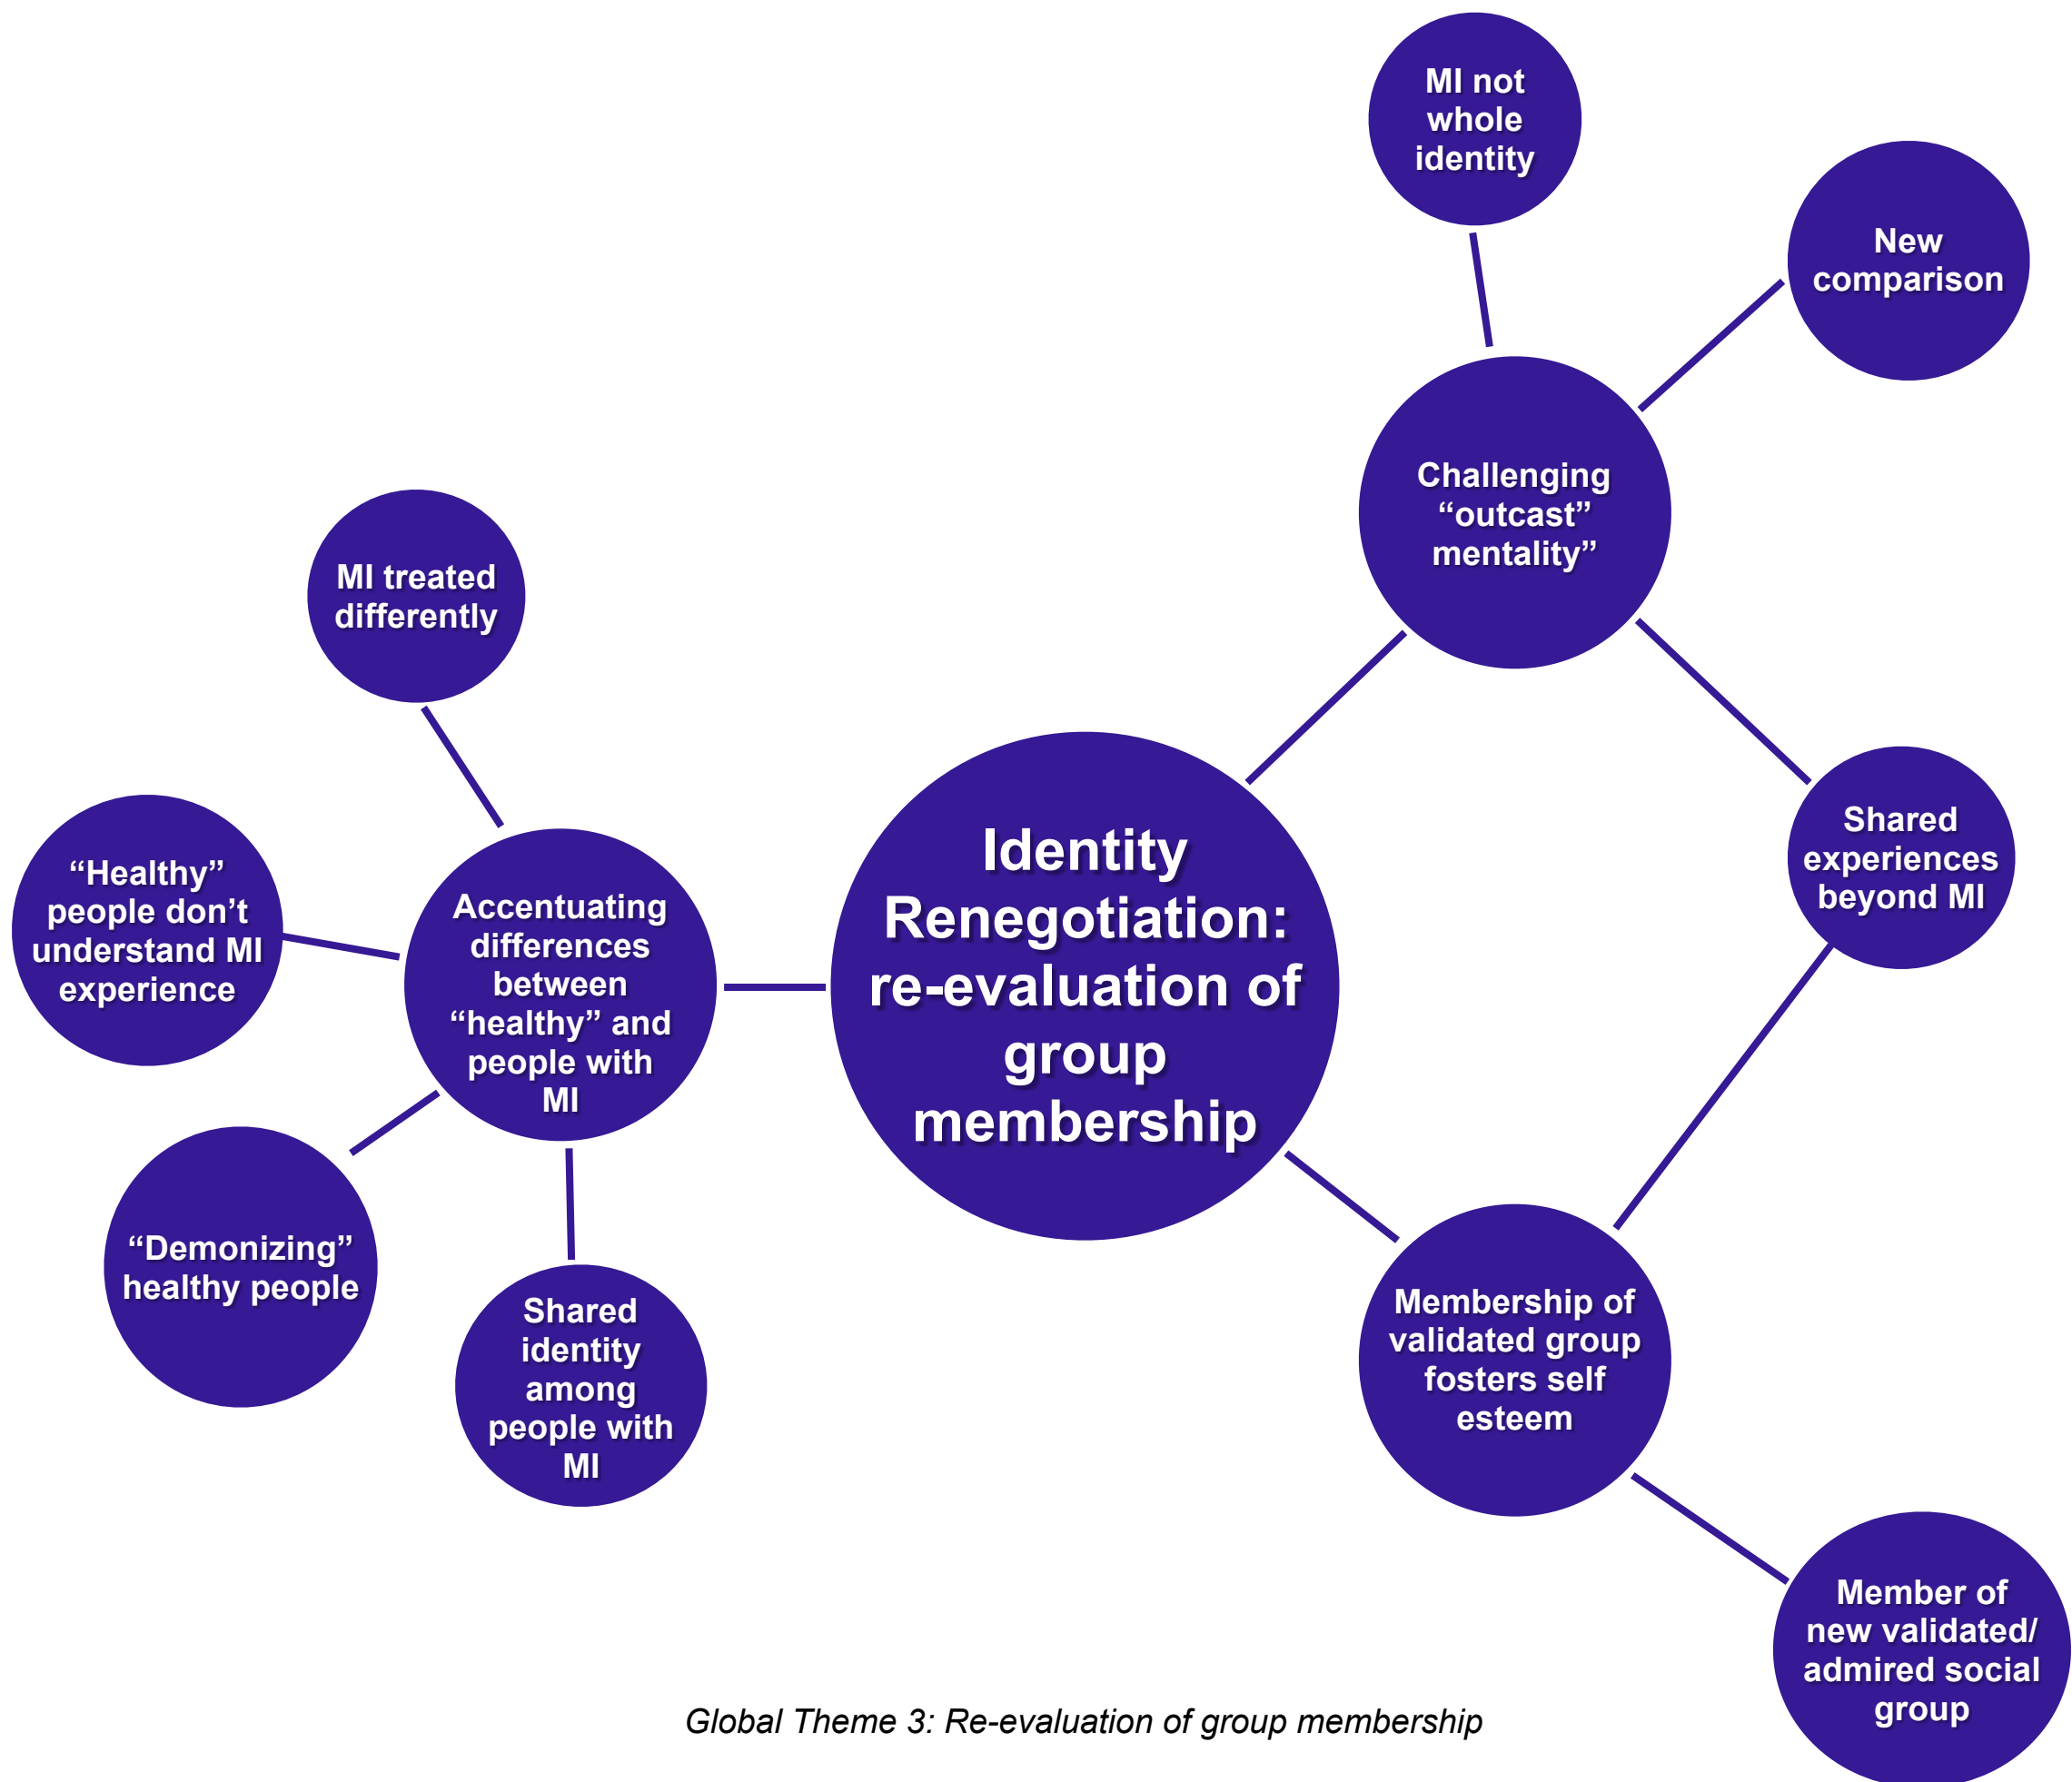 MI not
whole
identity
New
comparison
Challenging
“outcast”
mentality”
MI treated
differently
“Healthy”
people don’t
understand MI
experience
Accentuating
differences
between
“healthy” and
people with
MI
Identity
Renegotiation:
re-evaluation of
group
membership
Shared
experiences
beyond MI
“Demonizing”
healthy people
Shared
identity
among
people with
MI
Membership of
validated group
fosters self
esteem
Member of
new validated/
admired social
group
Global Theme 3: Re-evaluation of group membership